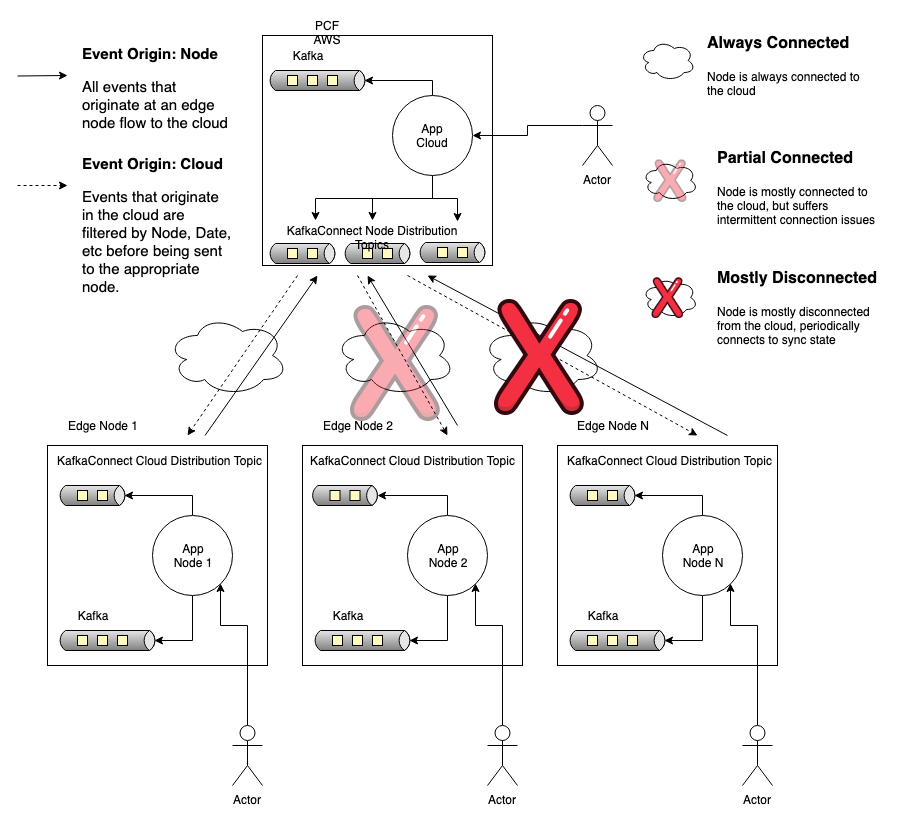 Event Origin: Node
All events that
originate at an edge
node flow to the cloud
Event Origin: Cloud
Events that originate
in the cloud are
filtered by Node, Date,
etc before being sent
to the appropriate
node.
PCF
AWS
Kafka
App
Cloud
KafkaConnect Node Distribution
Topics
Actor
Always Connected
Node is always connected to
the cloud
Partial Connected
Node is mostly connected to
the cloud, but suffers
intermittent connection issues
Mostly Disconnected
Node is mostly disconnected
from the cloud, periodically
connects to sync state
Edge Node 1
KafkaConnect Cloud Distribution Topic
App
Node 1
Kafka
Actor
Edge Node 2
KafkaConnect Cloud Distribution Topic
App
Node 2
Kafka
Actor
Edge Node N
KafkaConnect Cloud Distribution Topic
App
Node N
Kafka
Actor